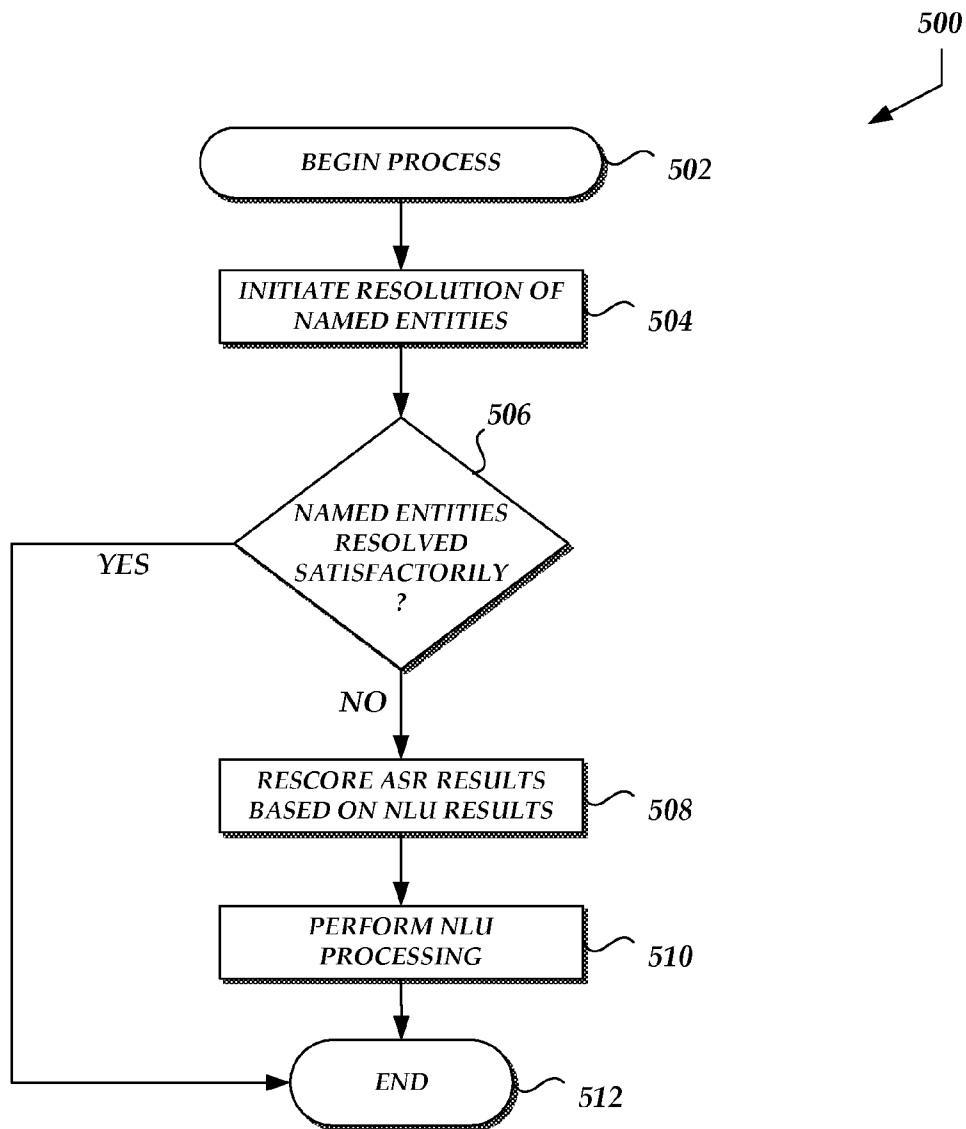 500
BEGIN PROCESS
502
INITIATE RESOLUTION OF
NAMED ENTITIES
504
506
NAMED ENTITIES
RESOLVED
SATISFACTORILY
?
YES
NO
RESCORE ASR RESULTS
BASED ON NLU RESULTS
508
PERFORM NLU
PROCESSING
510
END
512